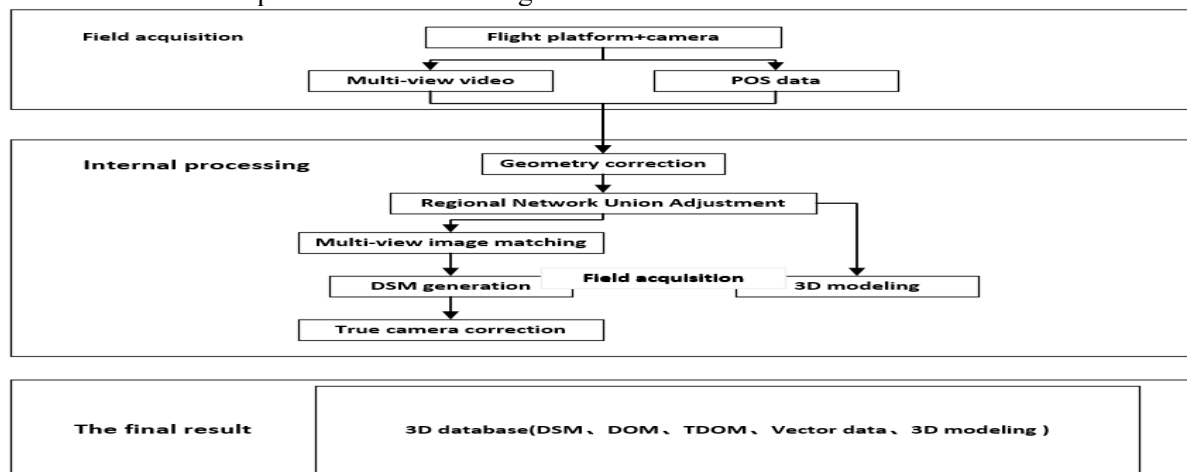 Field acquisition
Flight platform+camera
Multi-view video
POS data
Internal processing
Geometry correction
Regional Network Union Adjustment
Multi-view image matching
DSM generation
Field acquisition
3D modeling
True camera correction
The final result
3D database(DSM、DOM、TDOM、Vector data、3D modeling )